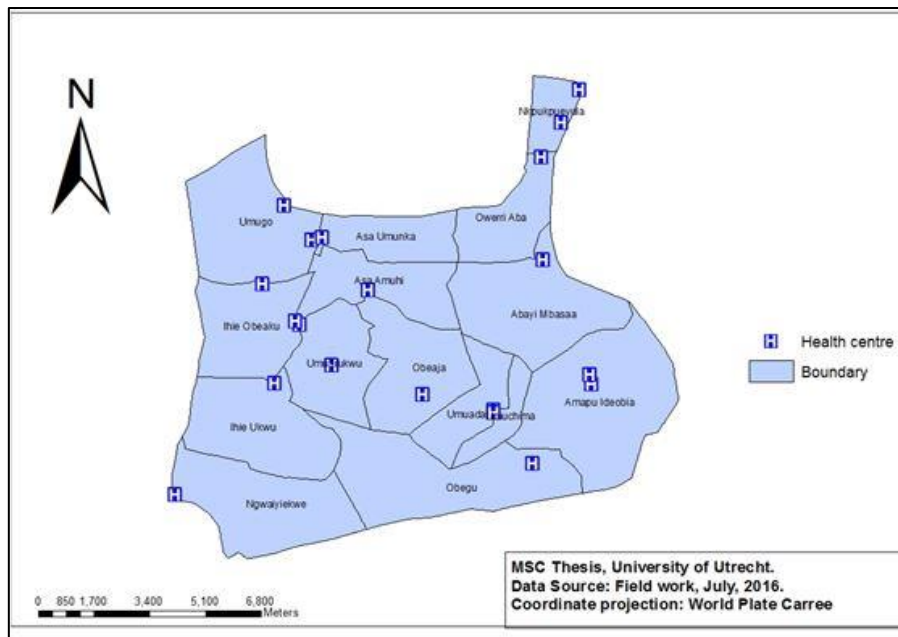 N
Umugo
Asa Umunka
Owerri Aba
Asa Amuhi
Ihie Obeaku
Abayi Mbasaa
Obeaja
Amapu Ideobia
Ihie Ukwu
Obegu
Ngwaiyiekwe
H Health centre
Boundary
MSC Thesis, University of Utrecht.
Data Source: Field work, July, 2016.
Coordinate projection: World Plate Carree
0 850 1,700 3,400 5,100 6,800
Meters